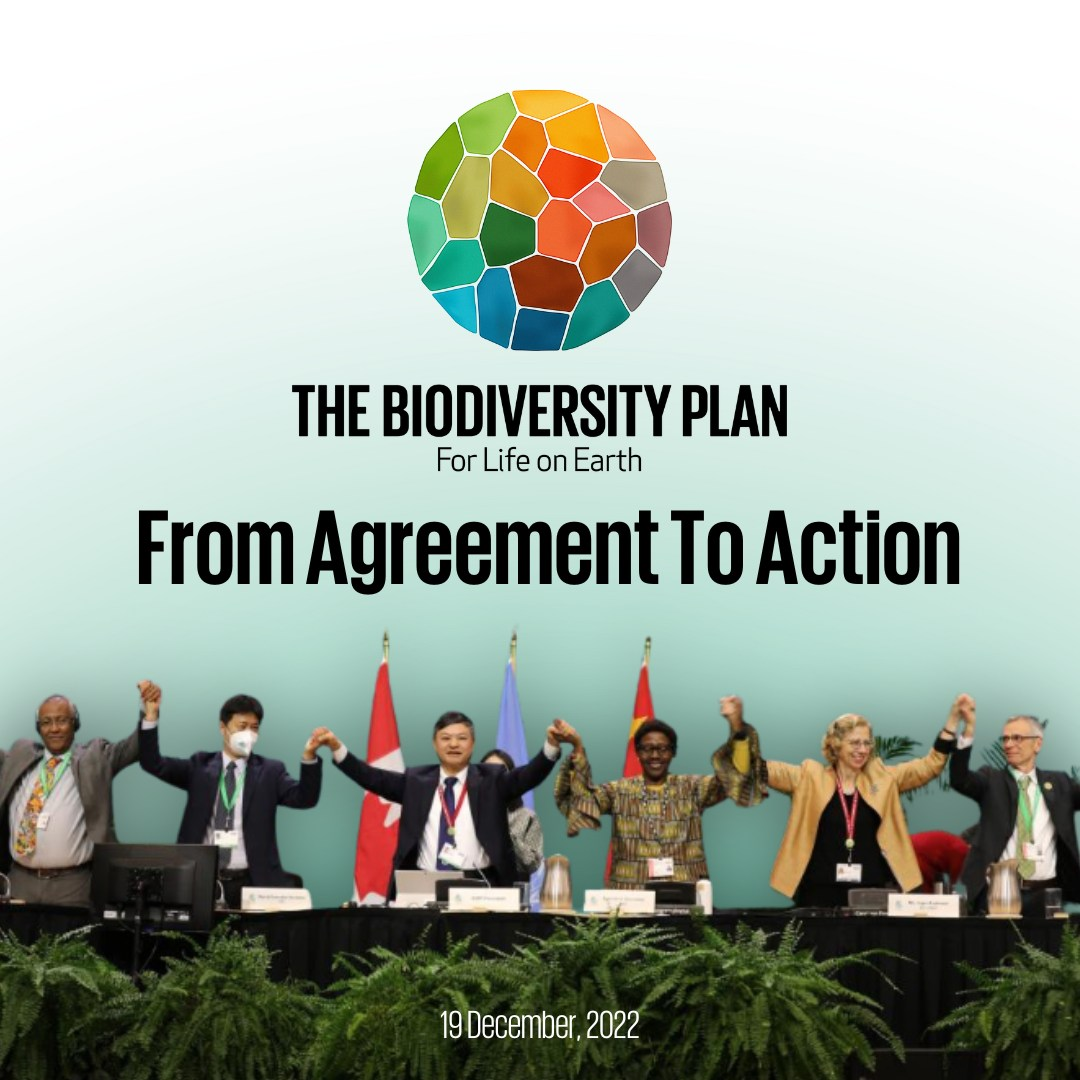 THE BIODIVERSITY PLAN
For Life on Earth
From Agreement To Action
19 December, 2022